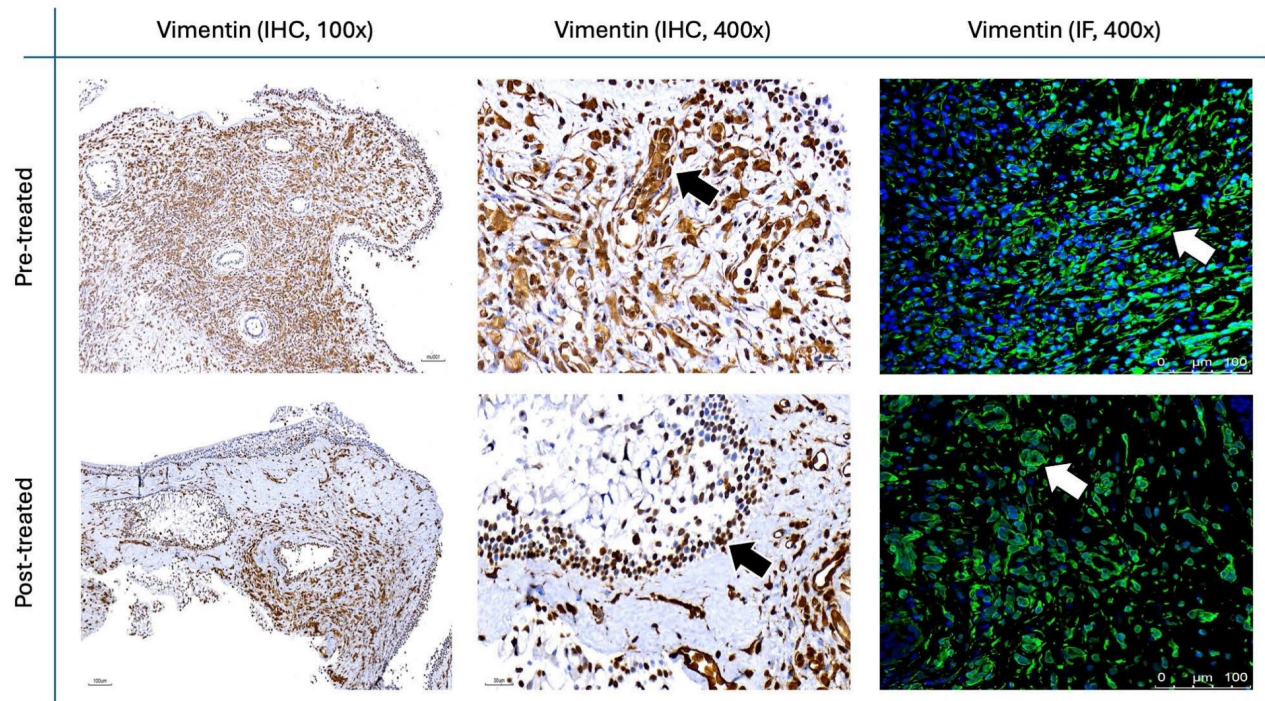 Vimentin (IHC, 100x)
Vimentin (IHC, 400x)
Vimentin (IF, 400x)
Pre-treated
0 µm 100
Post-treated
100µm
0 µm 100